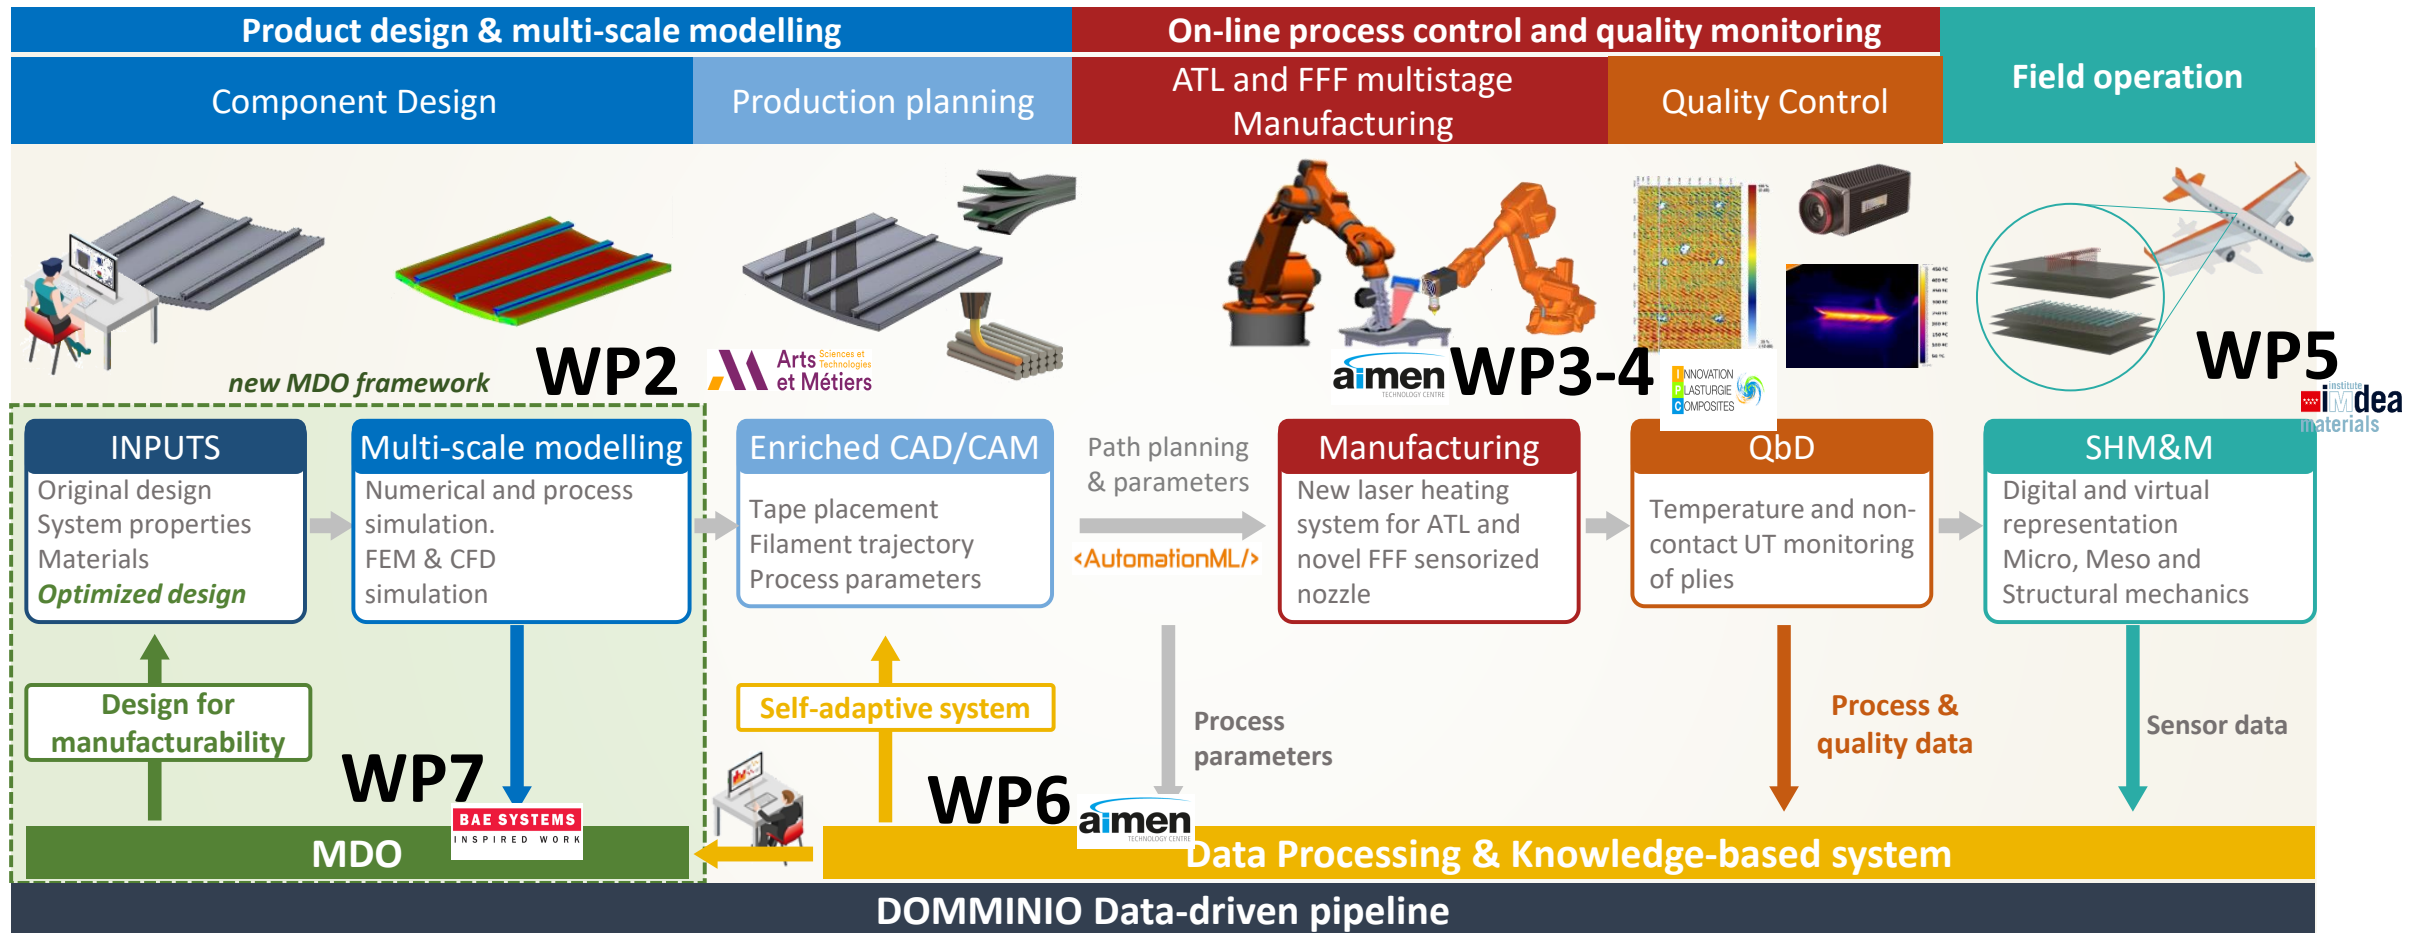 Product design & multi-scale modelling
On-line process control and quality monitoring
Field operation
Component Design
Production planning
ATL and FFF multistage
Manufacturing
Quality Control
new MDO framework
WP2
Arts
et Métiers
Sciences et
Technologies
aimen
TECHNOLOGY CENTRE
WP3-4
INNOVATION
PLASTURGIE
COMPOSITES
WP5
institute
iMdea
materials
INPUTS
Original design
System properties
Materials
Optimized design
Multi-scale modelling
Numerical and process
simulation.
FEM & CFD
simulation
Enriched CAD/CAM
Tape placement
Filament trajectory
Process parameters
Path planning
& parameters
<AutomationML/>
Manufacturing
New laser heating
system for ATL and
novel FFF sensorized
nozzle
QbD
Temperature and non-
contact UT monitoring
of plies
SHM&M
Digital and virtual
representation
Micro, Meso and
Structural mechanics
Design for
manufacturability
WP7
BAE SYSTEMS
INSPIRED WORK
MDO
Self-adaptive system
WP6
aimen
TECHNOLOGY CENTRE
Process
parameters
Process &
quality data
Sensor data
Data Processing & Knowledge-based system
DOMMINIO Data-driven pipeline